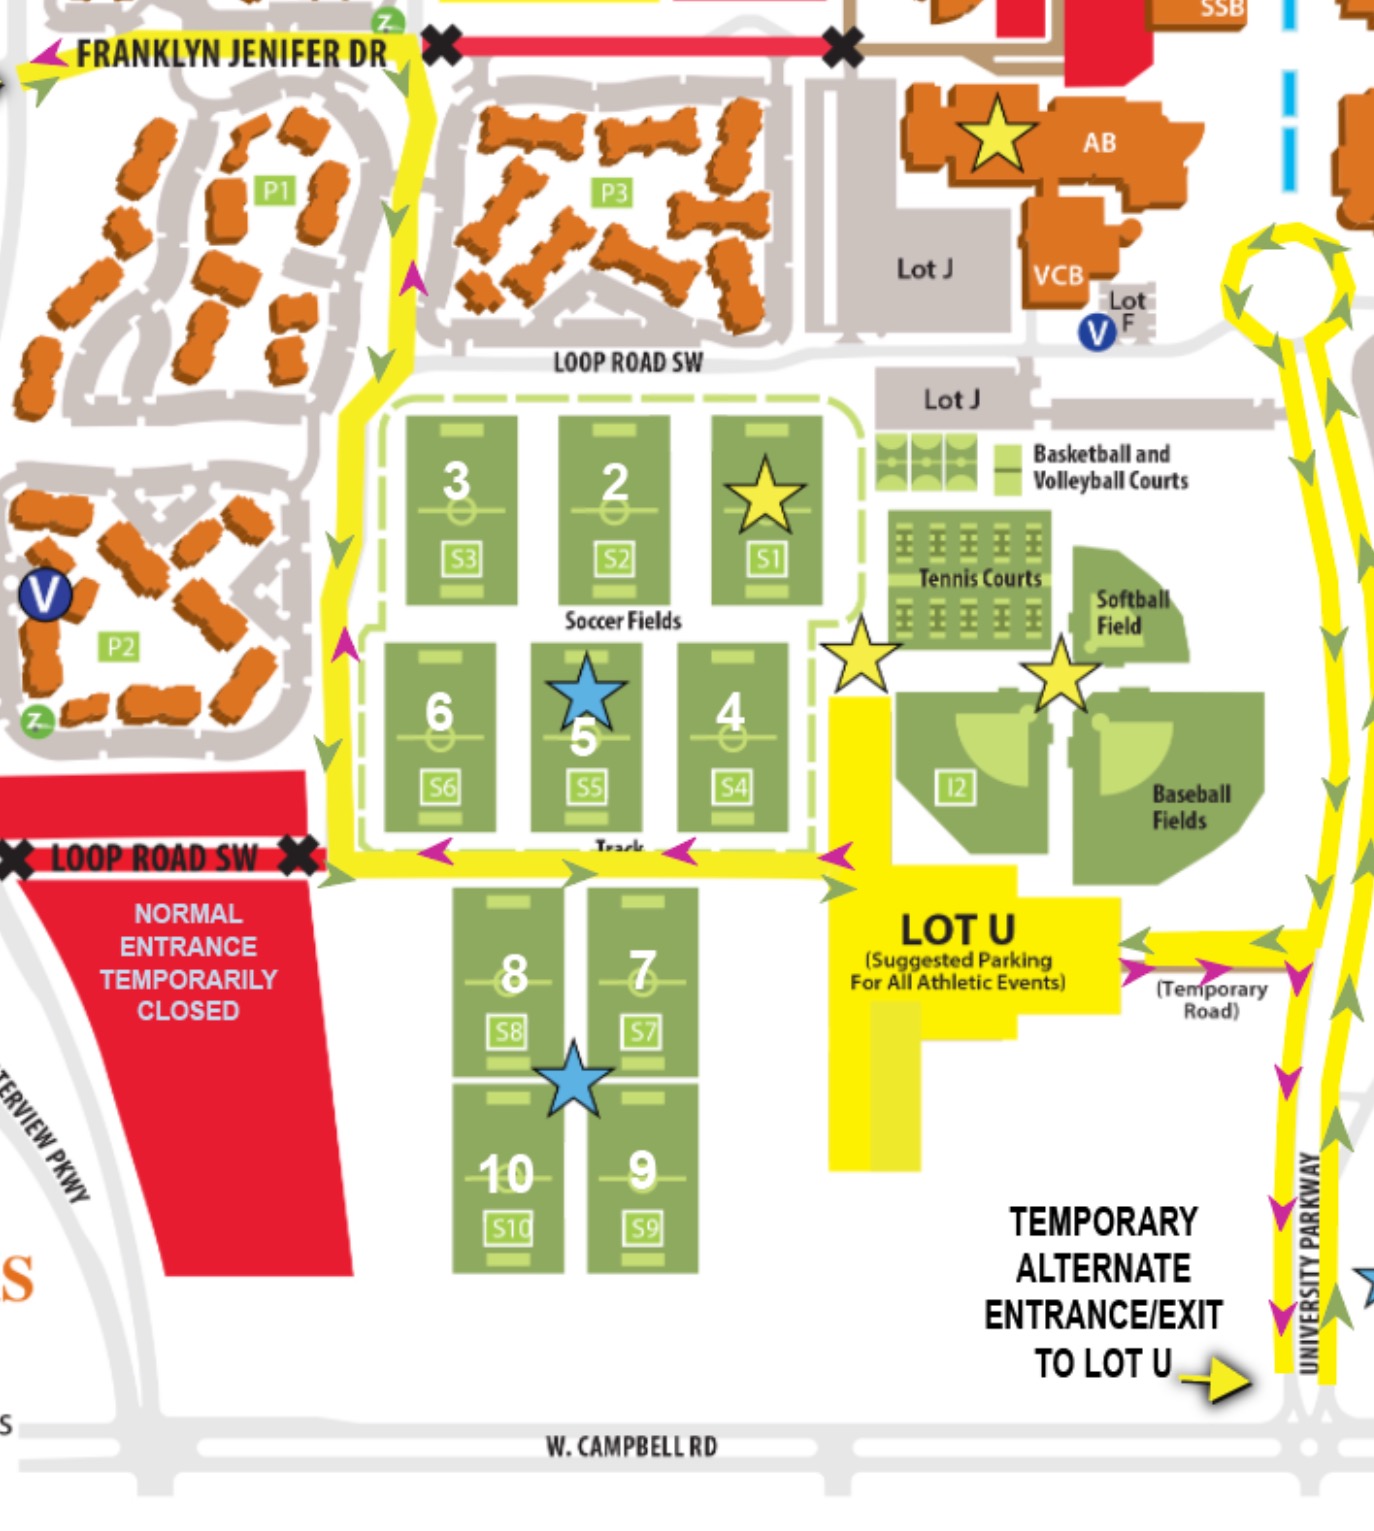 SSB
FRANKLYN JENIFER DR
P1
P3
AB
VCB
Lot J
Lot
F
V
LOOP ROAD SW
Lot J
Basketball and
Volleyball Courts
3
2
S3
S2
S1
Tennis Courts
Softball
Field
Soccer Fields
V
P2
6
5
4
S6
S5
S4
I2
Baseball
Fields
Track
LOOP ROAD SW
NORMAL
ENTRANCE
TEMPORARILY
CLOSED
LOT U
(Suggested Parking
For All Athletic Events)
(Temporary
Road)
8
7
S8
S7
10
9
S10
S9
TERVIEW PKWY
UNIVERSITY PARKWAY
TEMPORARY
ALTERNATE
ENTRANCE/EXIT
TO LOT U
S
S
W. CAMPBELL RD